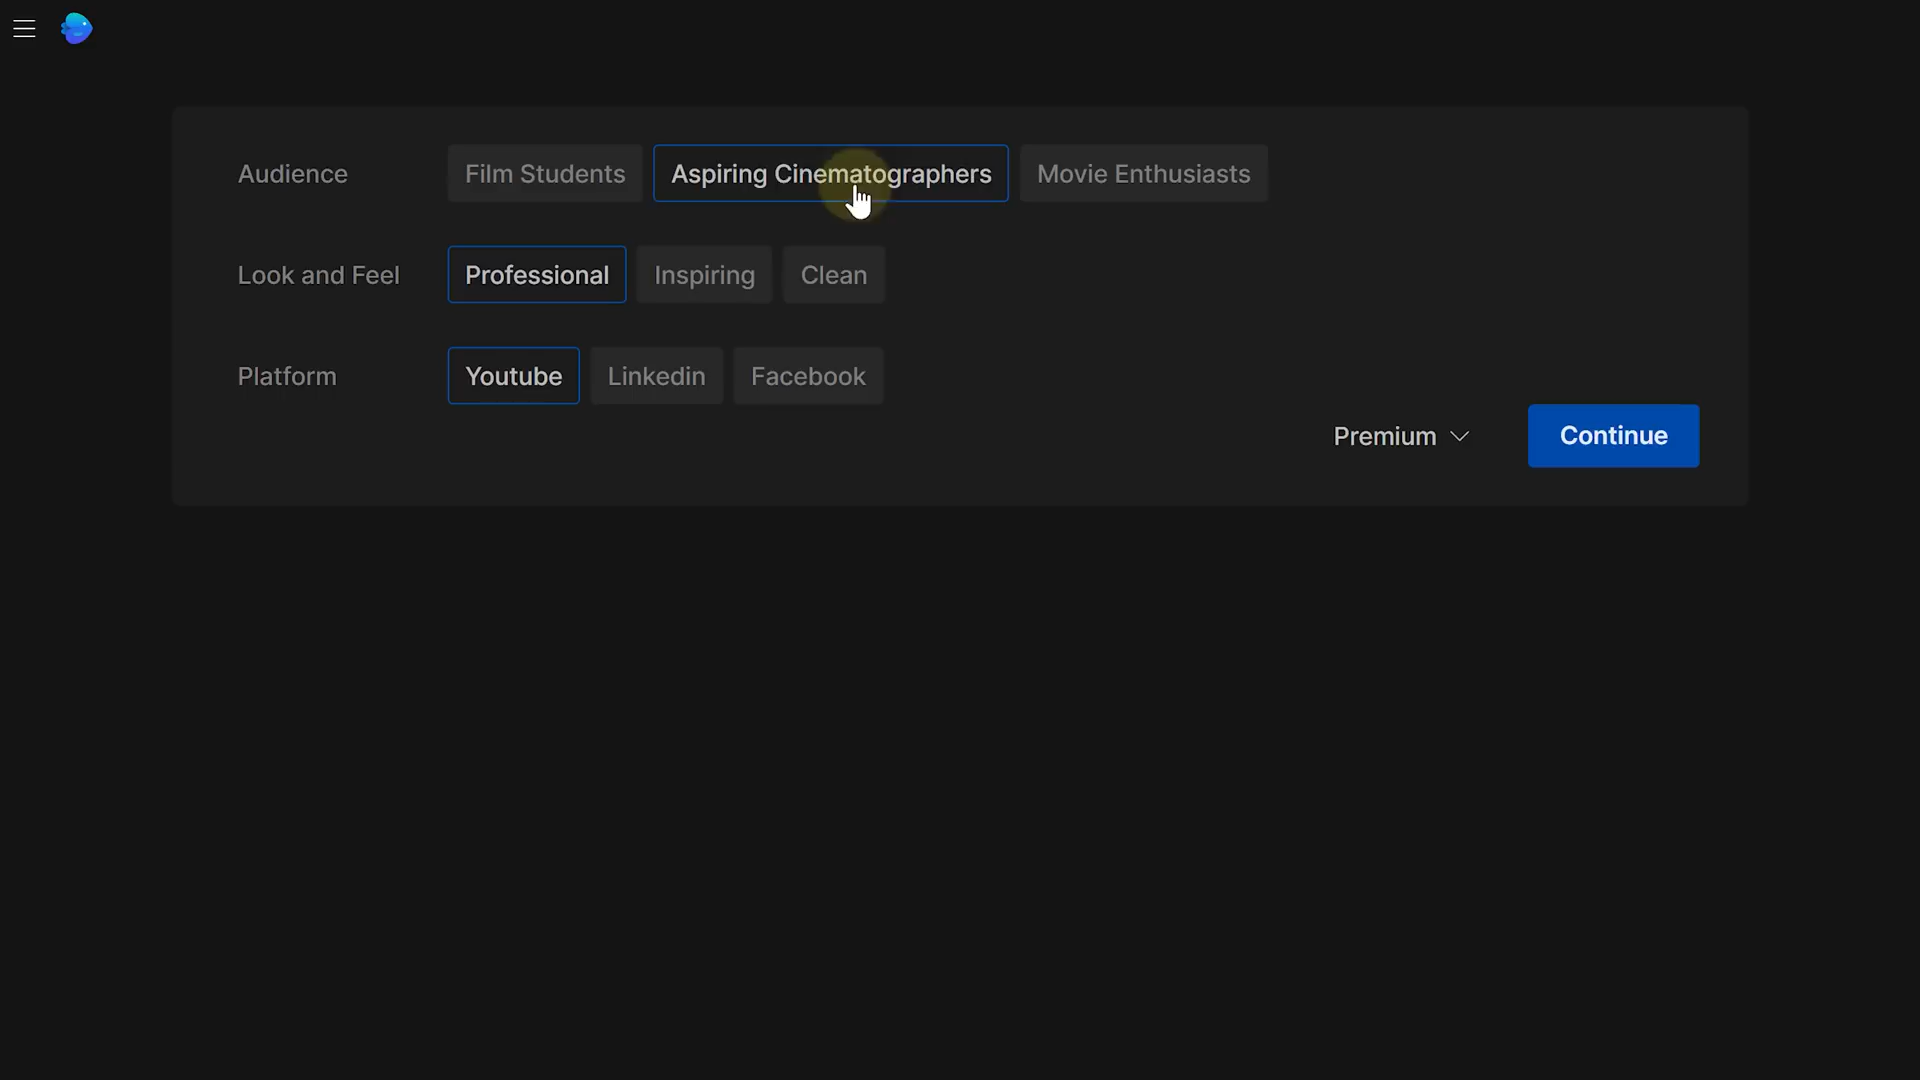 Audience Film Students Aspiring Cinematographers Movie Enthusiasts
Look and Feel Professional Inspiring Clean
Platform Youtube Linkedin Facebook
Premium Continue